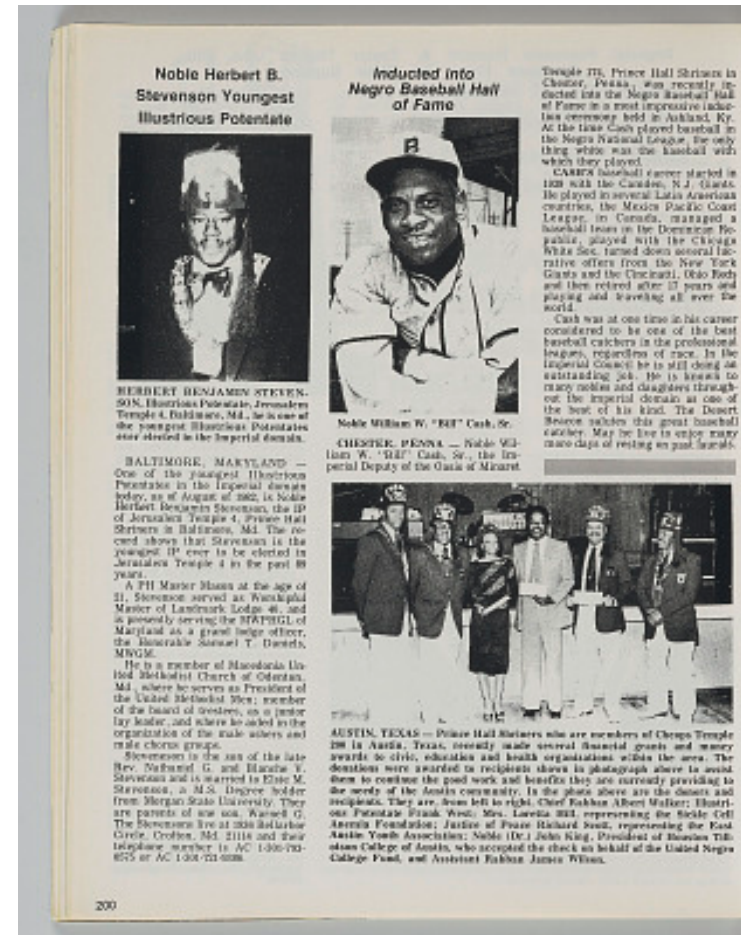 Noble Herbert B.
Stevenson Youngest
Illustrious Potentate
HERBERT BENJAMIN STEVEN-
SON, Illustrious Potentate, Jerusalem
Temple 4, Baltimore, Md., he is one of
the youngest Illustrious Potentates
ever elected in the Imperial domain.
BALTIMORE, MARYLAND —
One of the youngest Illustrious
Potentates in the Imperial domain
today, as of August of 1982, is Noble
Herbert Benjamin Stevenson, the IP
of Jerusalem Temple 4, Prince Hall
Shriners in Baltimore, Md. The re-
cord shows that Stevenson is the
youngest IP ever to be elected in
Jerusalem Temple 4 in the past 89
years.
A PH Master Mason at the age of
21, Stevenson served as Worshipful
Master of Landmark Lodge 40, and
is presently serving the MWPHGL of
Maryland as a grand lodge officer,
the Honorable Samuel T. Daniels,
MWGM.
He is a member of Macedonia Un-
ited Methodist Church of Odenton,
Md., where he serves as President of
the United Methodist Men; member
of the board of trustees, as a junior
lay leader, and where he aided in the
organization of the male ushers and
male chorus groups.
Stevenson is the son of the late
Rev. Nathaniel G. and Blanche V.
Stevenson and is married to Elsie M.
Stevenson, a M.S. Degree holder
from Morgan State University. They
are parents of one son, Warnell G.
The Stevensons live at Bellarbor
Circle, Crofton, Md. 21114 and their
telephone number is AC
or AC
Inducted into
Negro Baseball Hall
of Fame
B
Noble William W. "Bill" Cash, Sr.
CHESTER, PENNA — Noble Wil-
liam W. "Bill" Cash, Sr., the Im-
perial Deputy of the Oasis of Minaret
Temple 174, Prince Hall Shriners in
Chester, Penna., was recently in-
ducted into the Negro Baseball Hall
of Fame in a most impressive induc-
tion ceremony held in Ashland, Ky.
At the time Cash played baseball in
the Negro National League, the only
thing white was the baseball with
which they played.
CASH'S baseball career started in
1939 with the Camden, N.J. Giants.
He played in several Latin American
countries, the Mexico Pacific Coast
League, in Canada, managed a
baseball team in the Dominican Re-
public, played with the Chicago
White Sox, turned down several luc-
rative offers from the New York
Giants and the Cincinatti, Ohio Reds
and then retired after 17 years and
playing and traveling all over the
world.
Cash was at one time in his career
considered to be one of the best
baseball catchers in the professional
leagues, regardless of race. In the
Imperial Council he is still doing an
outstanding job. He is known to
many nobles and daughters through-
out the imperial domain as one of
the best of his kind. The Desert
Beacon salutes this great baseball
catcher. May he live to enjoy many
more days of resting on past laurels.
AUSTIN, TEXAS — Prince Hall Shriners who are members of Cheops Temple
200 in Austin, Texas, recently made several financial grants and money
awards to civic, education and health organizations within the area. The
donations were awarded to recipients shown in photograph above to assist
them to continue the good work and benefits they are currently providing to
the needy of the Austin community. In the photo above are the donors and
recipients. They are, from left to right, Chief Rabban Albert Walker; Illustri-
ous Potentate Frank West; Mrs. Loretta Hill, representing the Sickle Cell
Anemia Foundation; Justice of Peace Richard Scott, representing the East
Austin Youth Association; Noble (Dr.) John King, President of Houston Till-
otson College of Austin, who accepted the check on behalf of the United Negro
College Fund, and Assistant Rabban James Wilson.
200